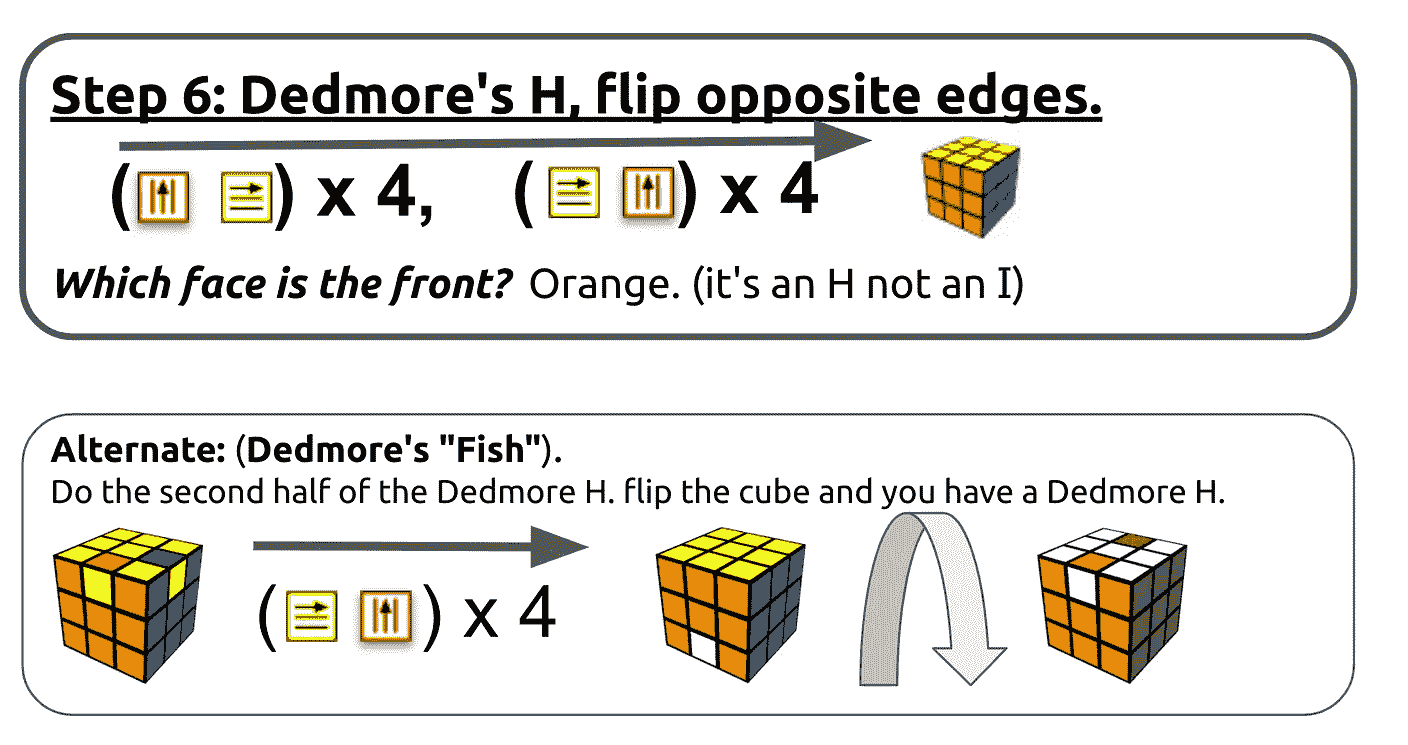 Step 6: Dedmore's H, flip opposite edges.
( ) x 4, ( ) x 4
Which face is the front? Orange. (it's an H not an I)
Alternate: (Dedmore's "Fish").
Do the second half of the Dedmore H. flip the cube and you have a Dedmore H.
( ) x 4